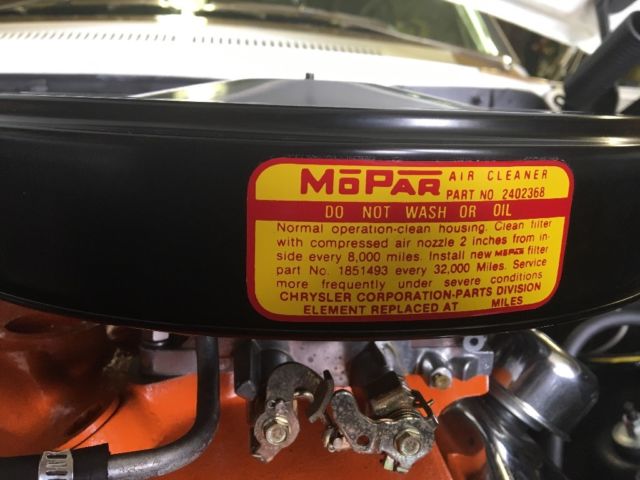 MOPAR AIR CLEANER
PART NO 2402368
DO NOT WASH OR OIL
Normal operation-clean housing. Clean filter
with compressed air nozzle 2 inches from in-
side every 8,000 miles. Install new MOPAR filter
part No. 1851493 every 32,000 Miles. Service
more frequently under severe conditions.
CHRYSLER CORPORATION-PARTS DIVISION
ELEMENT REPLACED AT MILES